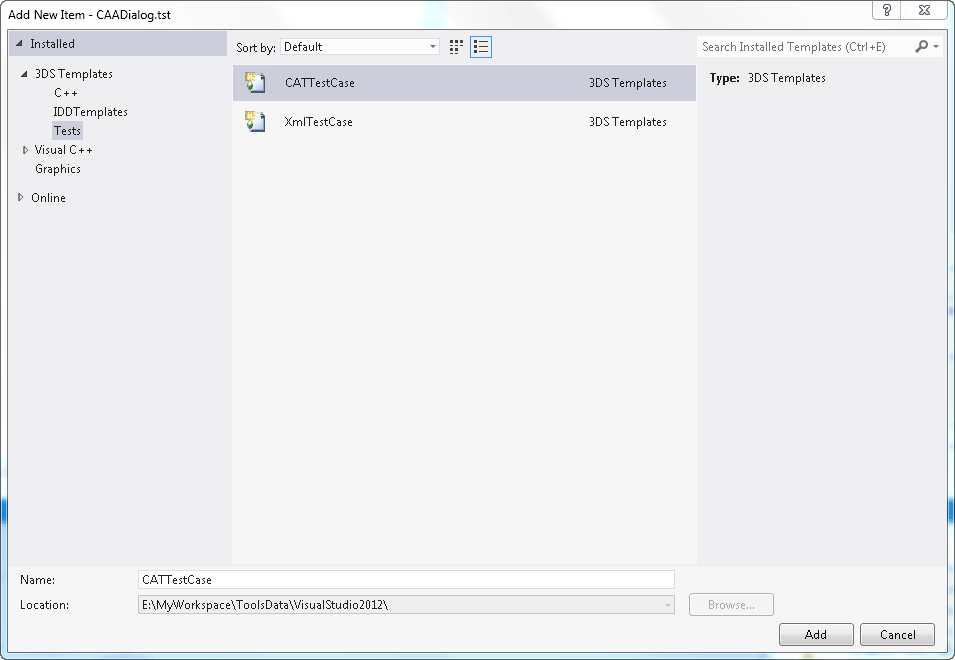 Add New Item - CAADialog.tst
?
Installed
Sort by: Default
Search Installed Templates (Ctrl+E)
3DS Templates
C++
IDDTemplates
Tests
Visual C++
Graphics
Online
CATTestCase 3DS Templates
XmlTestCase 3DS Templates
Type: 3DS Templates
Name: CATTestCase
Location: E:\MyWorkspace\ToolsData\VisualStudio2012\
Browse...
Add Cancel